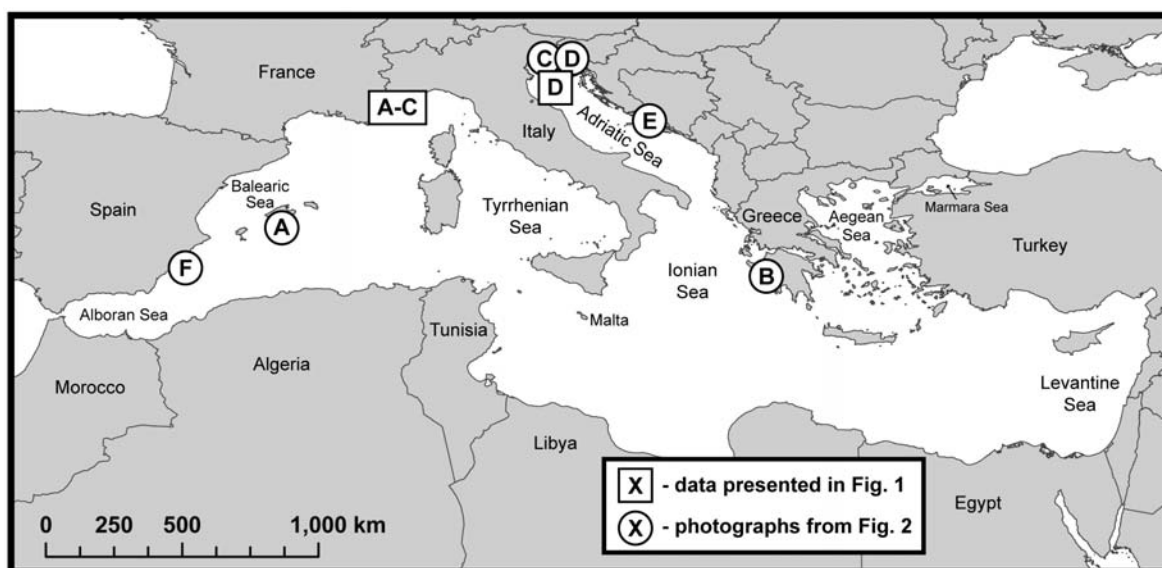 France
C
D
D
A-C
E
Adriatic Sea
Italy
Balearic
Sea
Spain
A
Tyrrhenian
Sea
Greece
Aegean
Sea
Marmara Sea
Turkey
F
B
Ionian
Sea
Alboran Sea
Malta
Tunisia
Algeria
Morocco
Levantine
Sea
Libya
X - data presented in Fig. 1
X - photographs from Fig. 2
Egypt
0 250 500 1,000 km